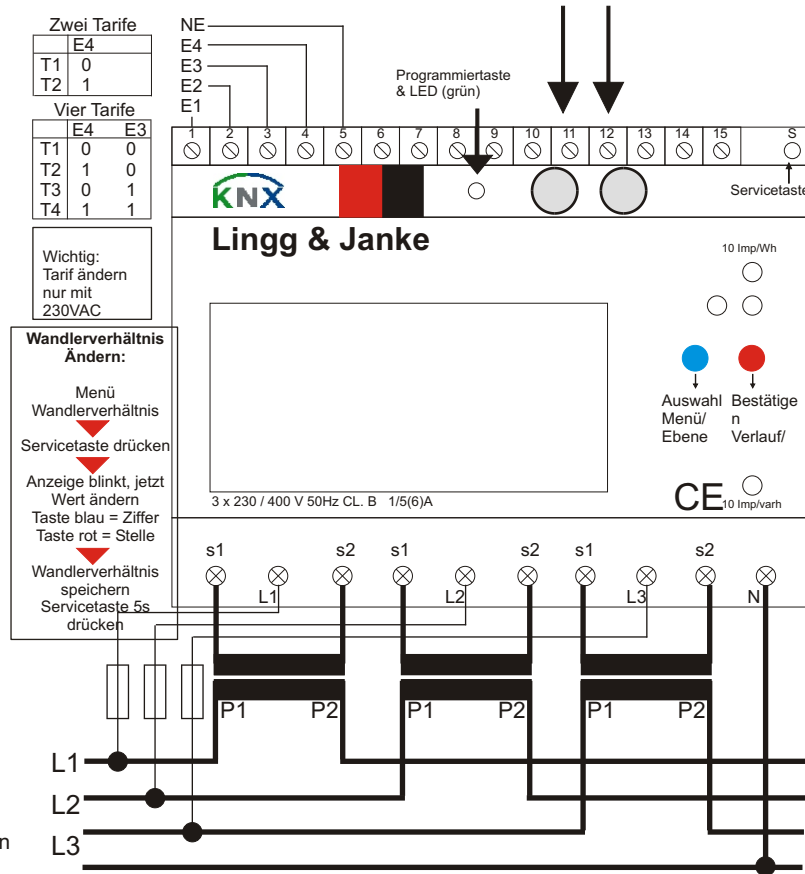 Zwei Tarife
E4
T1 0
T2 1
Vier Tarife
E4 E3
T1 0 0
T2 1 0
T3 0 1
T4 1 1
Wichtig:
Tarif ändern
nur mit
230VAC
Wandlerverhältnis
Ändern:
Menü
Wandlerverhältnis
Servicetaste drücken
Anzeige blinkt, jetzt
Wert ändern
Taste blau = Ziffer
Taste rot = Stelle
Wandlerverhältnis
speichern
Servicetaste 5s
drücken
NE
E4
E3
E2
E1
Programmiertaste
& LED (grün)
1 2 3 4 5 6 7 8 9 10 11 12 13 14 15 S
KNX
Servicetaste
Lingg & Janke
10 Imp/Wh
Auswahl
Menü/
Ebene
Bestätige
n
Verlauf/
3 x 230 / 400 V 50Hz CL. B 1/5(6)A
CE
10 Imp/varh
s1 s2 s1 s2 s1 s2
L1 L2 L3 N
P1 P2 P1 P2 P1 P2
L1
L2
n
L3